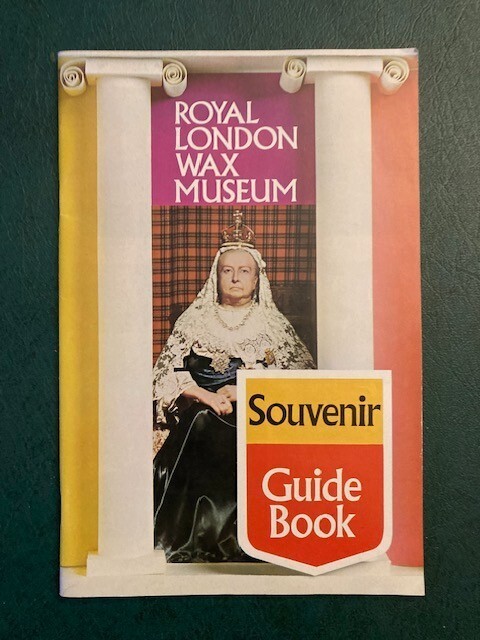 ROYAL
LONDON
WAX
MUSEUM
Souvenir
Guide
Book